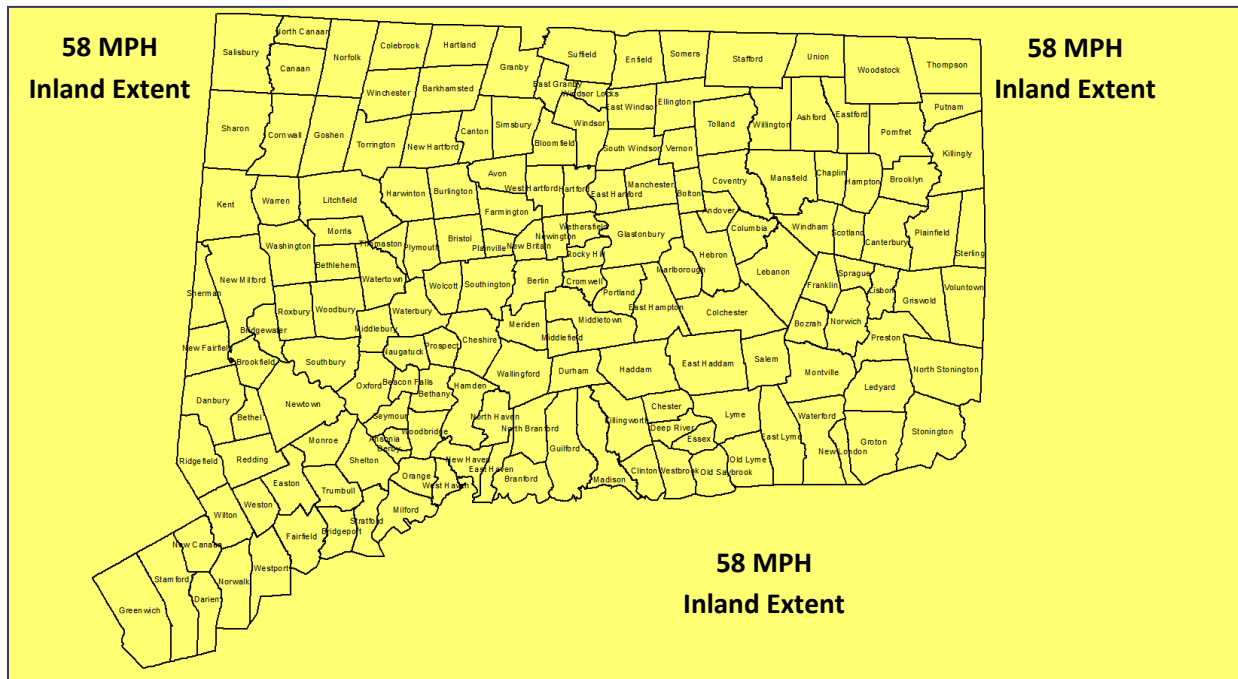 58 MPH
Inland Extent
58 MPH
Inland Extent
North Canaan
Salisbury
Canaan
Norfolk
Colebrook
Hartland
Granby
Suffield
Enfield
Somers
Stafford
Union
Woodstock
Thompson
East Granby
Windsor Locks
Winchester
Barkhamsted
East Windsor
Ellington
Putnam
Sharon
Cornwall
Goshen
Torrington
New Hartford
Canton
Simsbury
Bloomfield
Windsor
South Windsor
Vernon
Tolland
Willington
Ashford
Eastford
Pomfret
Killingly
Kent
Warren
Litchfield
Harwinton
Burlington
Avon
West Hartford
Hartford
East Hartford
Manchester
Bolton
Coventry
Mansfield
Chaplin
Hampton
Brooklyn
Farmington
Andover
Morris
Washington
Thomaston
Plymouth
Bristol
Plainville
New Britain
Newington
Wethersfield
Rocky Hill
Glastonbury
Columbia
Windham
Scotland
Canterbury
Plainfield
Sterling
Hebron
Marlborough
Bethlehem
Watertown
New Milford
Sherman
Wolcott
Southington
Berlin
Cromwell
Portland
Lebanon
Franklin
Sprague
Lisbon
Griswold
Voluntown
Roxbury
Woodbury
Waterbury
East Hampton
Colchester
Bridgewater
Middlebury
Meriden
Middletown
Middlefield
Bozrah
Norwich
Preston
New Fairfield
Brookfield
Southbury
Naugatuck
Prospect
Cheshire
Wallingford
Durham
Haddam
East Haddam
Salem
Montville
Ledyard
North Stonington
Danbury
Bethel
Newtown
Oxford
Beacon Falls
Bethany
Hamden
North Haven
North Branford
Seymour
Woodbridge
Ansonia
Derby
Guilford
Killingworth
Chester
Deep River
Essex
Lyme
East Lyme
Waterford
New London
Groton
Stonington
Ridgefield
Redding
Monroe
Shelton
Orange
New Haven
West Haven
East Haven
Branford
Madison
Clinton
Westbrook
Old Saybrook
Old Lyme
Easton
Trumbull
Milford
Stratford
Bridgeport
Fairfield
Weston
Wilton
New Canaan
Westport
Norwalk
Darien
Stamford
Greenwich
58 MPH
Inland Extent